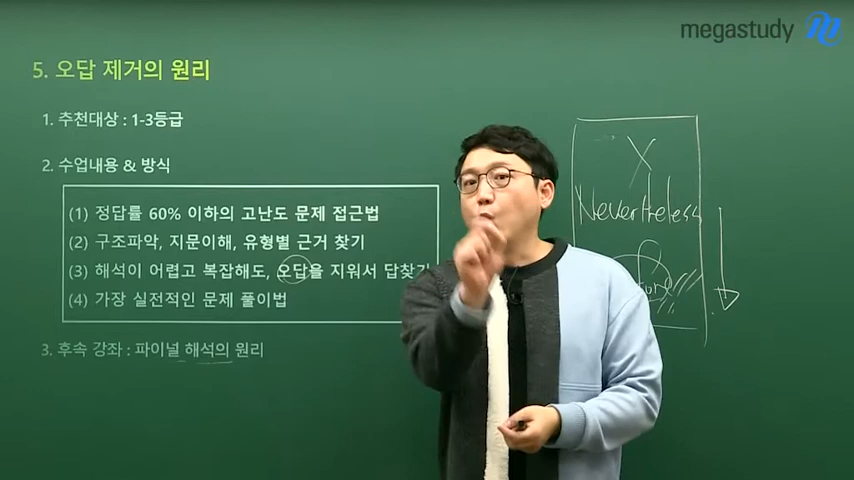 megastudy
5. 오답 제거의 원리
1. 추천대상 : 1-3등급
2. 수업내용 & 방식
(1) 정답률 60% 이하의 고난도 문제 접근법
(2) 구조파악, 지문이해, 유형별 근거 찾기
(3) 해석이 어렵고 복잡해도, 오답을 지워서 답찾기
(4) 가장 실전적인 문제 풀이법
3. 후속 강좌 : 파이널 해석의 원리
X
Nevertheless